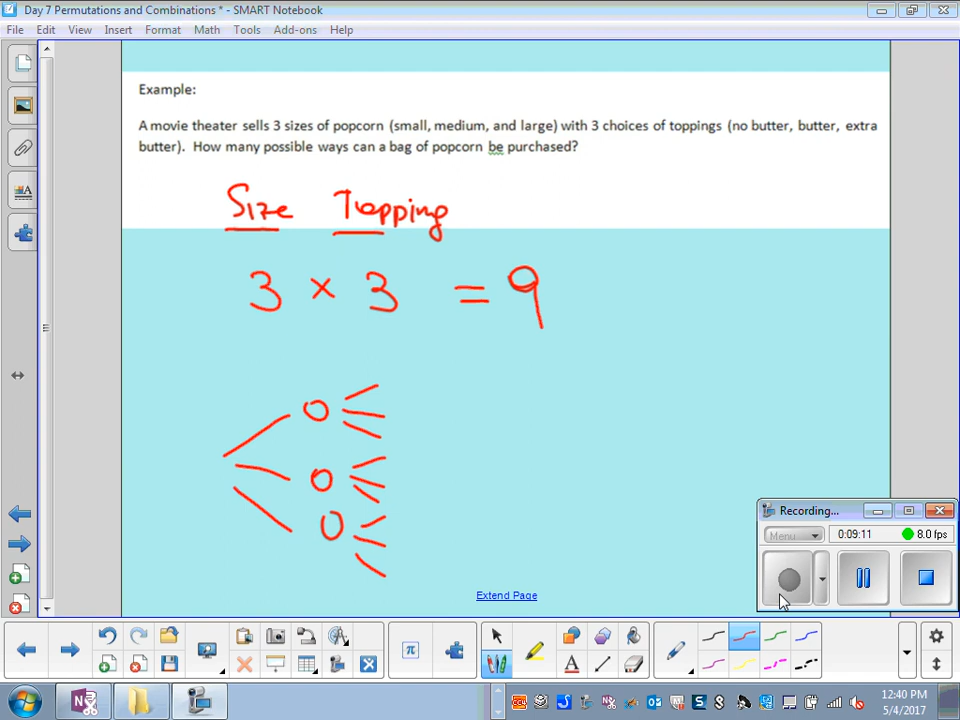 Day 7 Permutations and Combinations * - SMART Notebook
File Edit View Insert Format Math Tools Add-ons Help
Example:
A movie theater sells 3 sizes of popcorn (small, medium, and large) with 3 choices of toppings (no butter, butter, extra
butter). How many possible ways can a bag of popcorn be purchased?
Size Topping
3 × 3 = 9
0
0
0
Recording...
Menu 0:09:11 8.0 fps
Extend Page
π
A
12:40 PM
5/4/2017